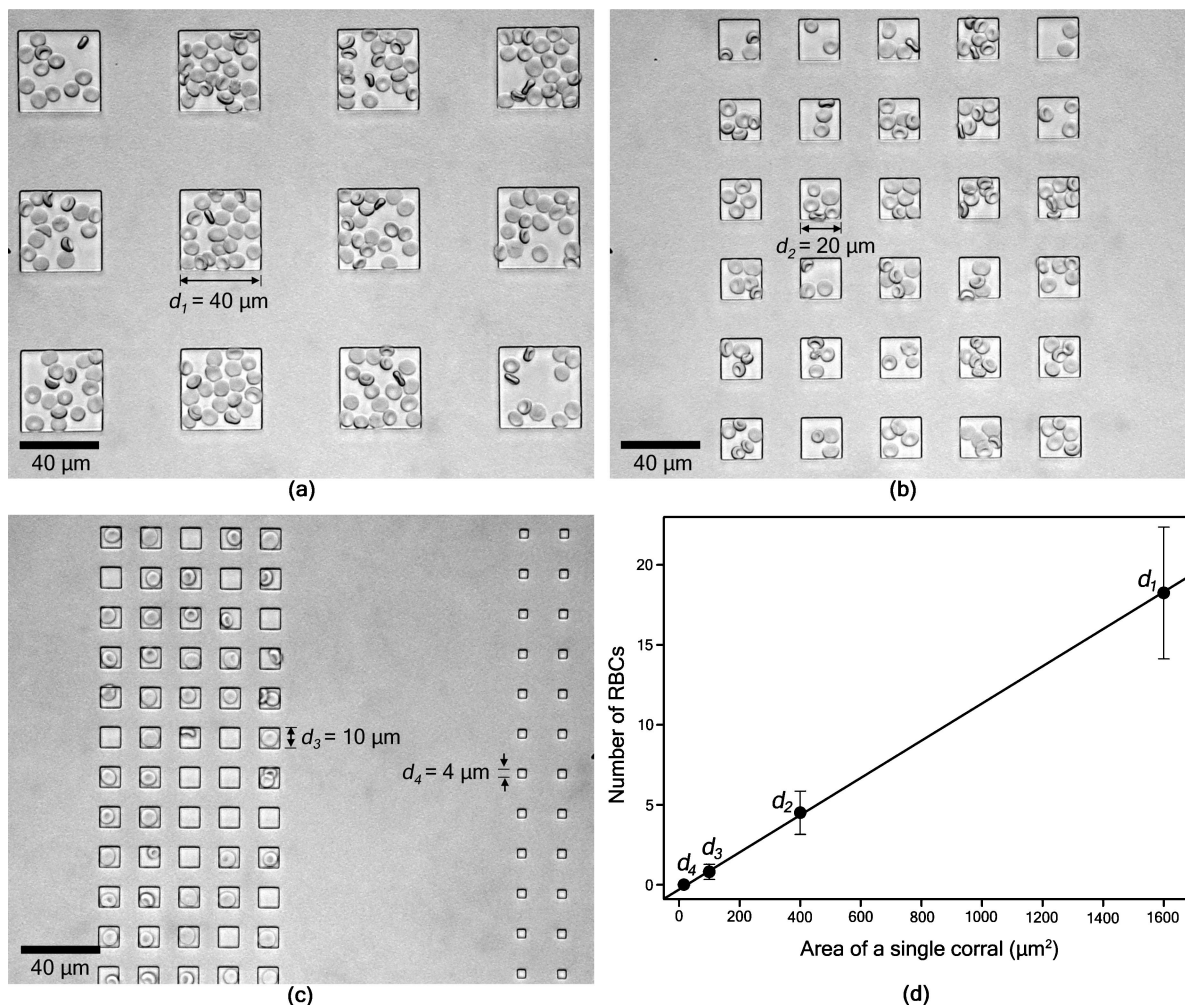 d₁ = 40 µm
40 µm
(a)
d₂ = 20 µm
40 µm
(b)
d₃ = 10 µm
d₄ = 4 µm
40 µm
(c)
Number of RBCs
20
15
10
5
0
d₁
d₂
d₃
d₄
0 200 400 600 800 1000 1200 1400 1600
Area of a single corral (µm²)
(d)